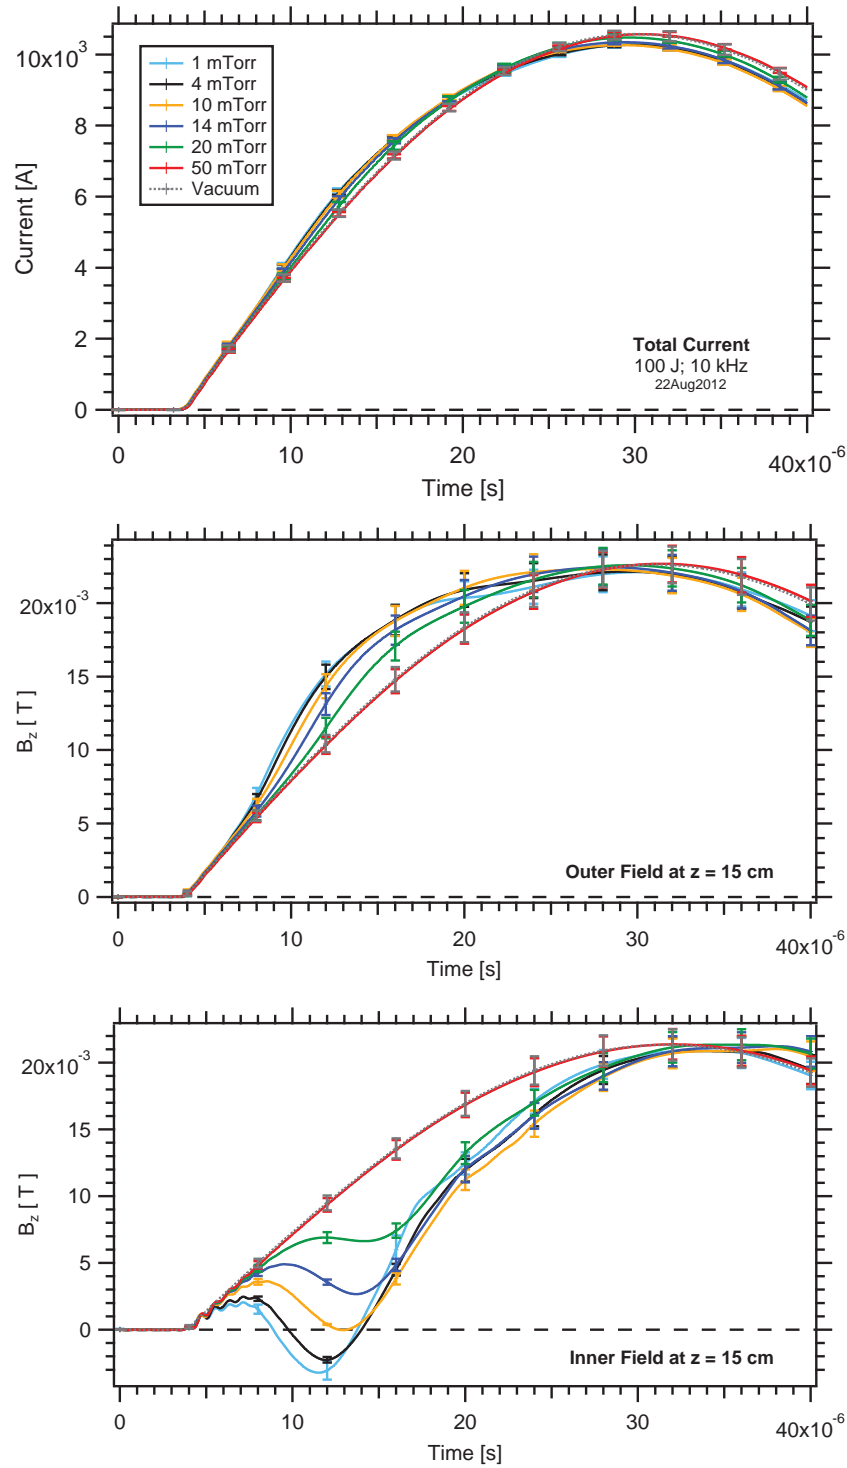 10x10⁻³
8
6
4
2
0
Current [A]
1 mTorr
4 mTorr
10 mTorr
14 mTorr
20 mTorr
50 mTorr
Vacuum
Total Current
100 J; 10 kHz
22Aug2012
0 10 20 30 40x10⁻⁶
Time [s]
20x10⁻³
15
10
5
0
B_z [ T ]
Outer Field at z = 15 cm
0 10 20 30 40x10⁻⁶
Time [s]
20x10⁻³
15
10
5
0
B_z [ T ]
Inner Field at z = 15 cm
0 10 20 30 40x10⁻⁶
Time [s]